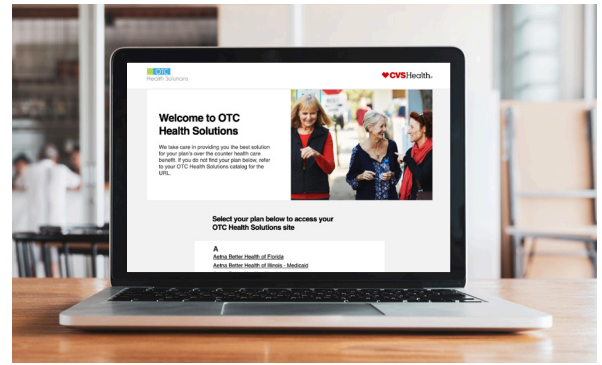 OTC
Health Solutions
CVSHealth.
Welcome to OTC
Health Solutions
We take care in providing you the best solution
for your plan's over the counter health care
benefit. If you do not find your plan below, refer
to your OTC Health Solutions catalog for the
URL.
Select your plan below to access your
OTC Health Solutions site
A
Aetna Better Health of Florida
Aetna Better Health of Illinois - Medicaid